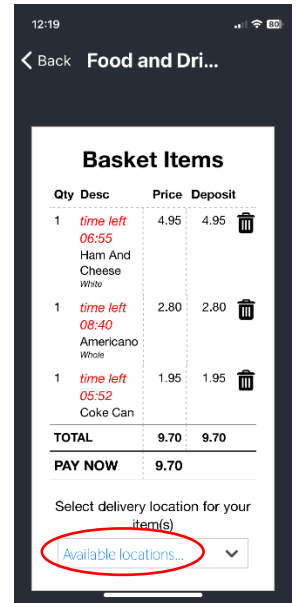 12:19 80
Back Food and Dri...
Basket Items
Qty Desc Price Deposit
1 time left 4.95 4.95
06:55
Ham And
Cheese
White
1 time left 2.80 2.80
08:40
Americano
Whole
1 time left 1.95 1.95
05:52
Coke Can
TOTAL 9.70 9.70
PAY NOW 9.70
Select delivery location for your
item(s)
Available locations...